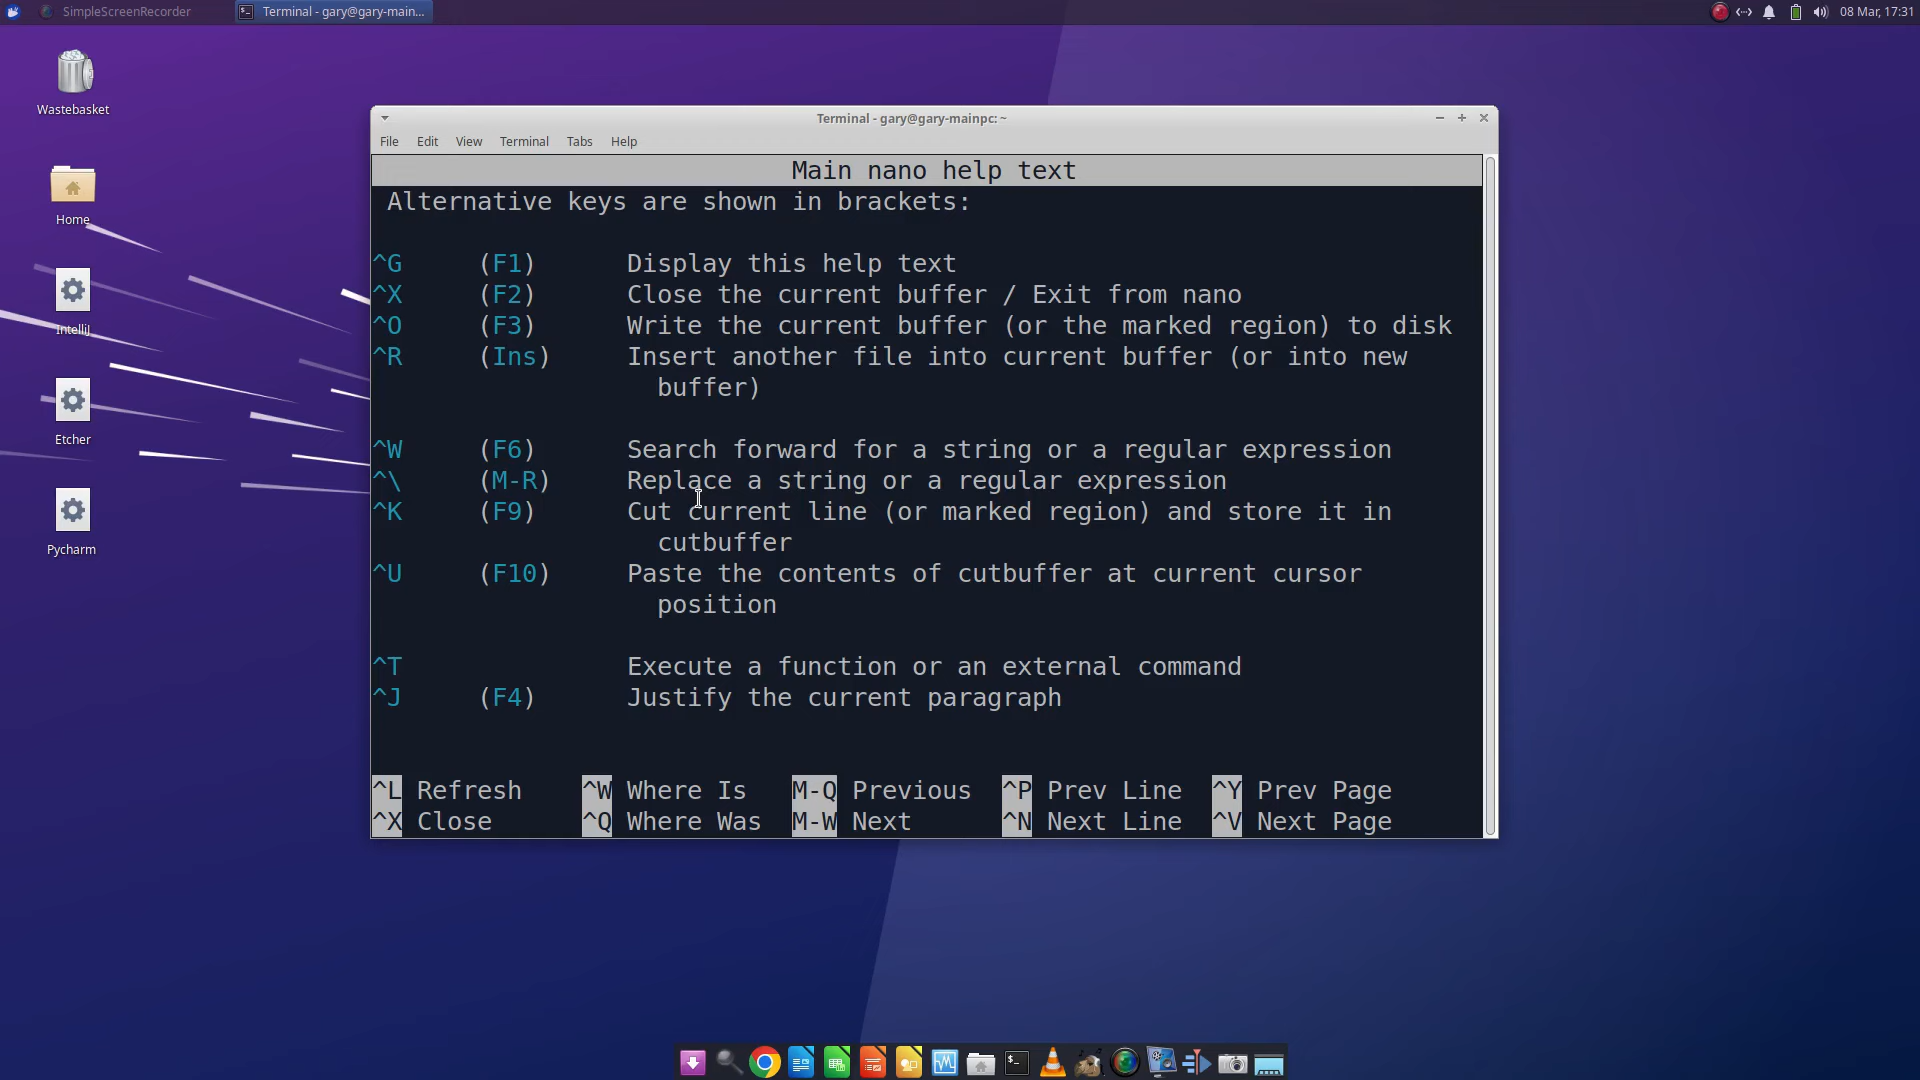 SimpleScreenRecorder
Terminal - gary@gary-main...
08 Mar, 17:31
Wastebasket
Home
IntelliJ
Etcher
Pycharm
Terminal - gary@gary-mainpc: ~
File Edit View Terminal Tabs Help
Main nano help text
Alternative keys are shown in brackets:
^G (F1) Display this help text
^X (F2) Close the current buffer / Exit from nano
^O (F3) Write the current buffer (or the marked region) to disk
^R (Ins) Insert another file into current buffer (or into new
buffer)
^W (F6) Search forward for a string or a regular expression
^\ (M-R) Replace a string or a regular expression
^K (F9) Cut current line (or marked region) and store it in
cutbuffer
^U (F10) Paste the contents of cutbuffer at current cursor
position
^T Execute a function or an external command
^J (F4) Justify the current paragraph
^L Refresh ^W Where Is M-Q Previous ^P Prev Line ^Y Prev Page
^X Close ^Q Where Was M-W Next ^N Next Line ^V Next Page